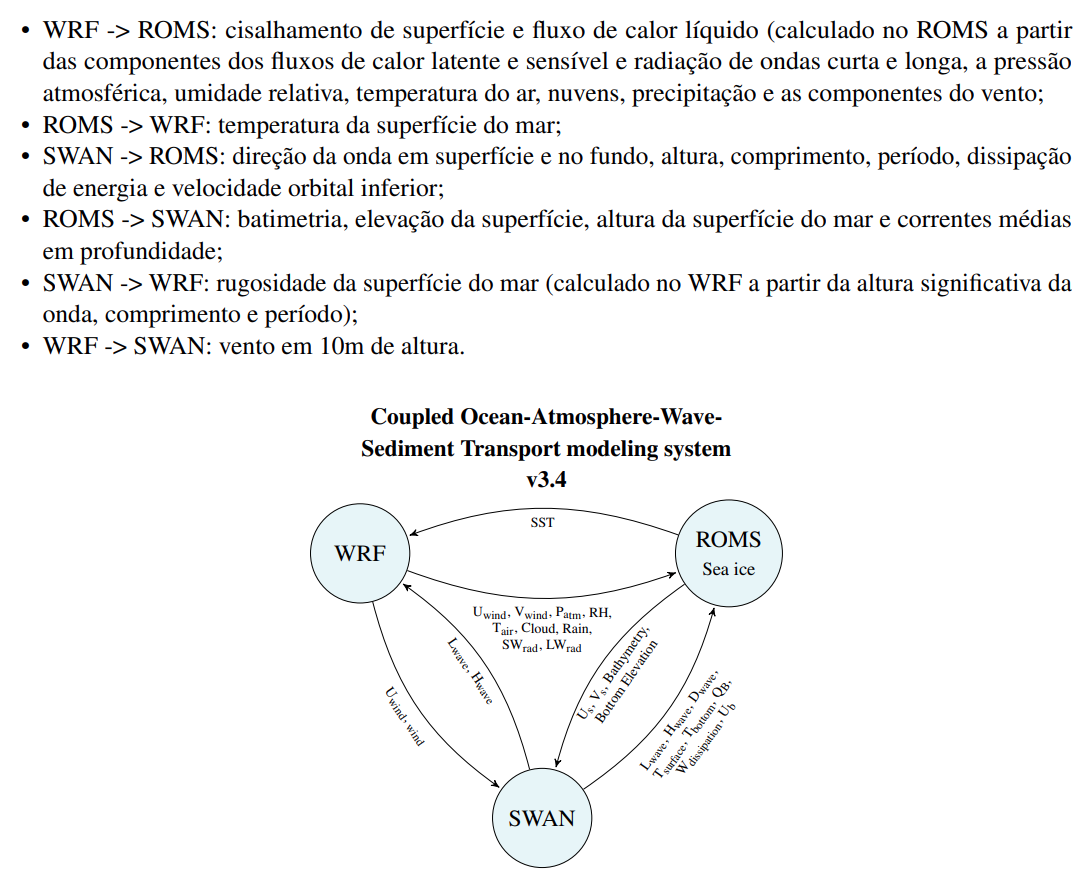 • WRF -> ROMS: cisalhamento de superfície e fluxo de calor líquido (calculado no ROMS a partir
das componentes dos fluxos de calor latente e sensível e radiação de ondas curta e longa, a pressão
atmosférica, umidade relativa, temperatura do ar, nuvens, precipitação e as componentes do vento;
• ROMS -> WRF: temperatura da superfície do mar;
• SWAN -> ROMS: direção da onda em superfície e no fundo, altura, comprimento, período, dissipação
de energia e velocidade orbital inferior;
• ROMS -> SWAN: batimetria, elevação da superfície, altura da superfície do mar e correntes médias
em profundidade;
• SWAN -> WRF: rugosidade da superfície do mar (calculado no WRF a partir da altura significativa da
onda, comprimento e período);
• WRF -> SWAN: vento em 10m de altura.
Coupled Ocean-Atmosphere-Wave-
Sediment Transport modeling system
v3.4
SST
WRF
ROMS
Sea ice
Uwind, Vwind, Patm, RH,
Tair, Cloud, Rain,
SWrad, LWrad
Lwave, Hwave
Uwind, wind
Us, Vs, Bathymetry,
Bottom Elevation
Lwave, Hwave, Dwave,
Tsurface, Tbottom, QB,
Wdissipation, Ub
SWAN